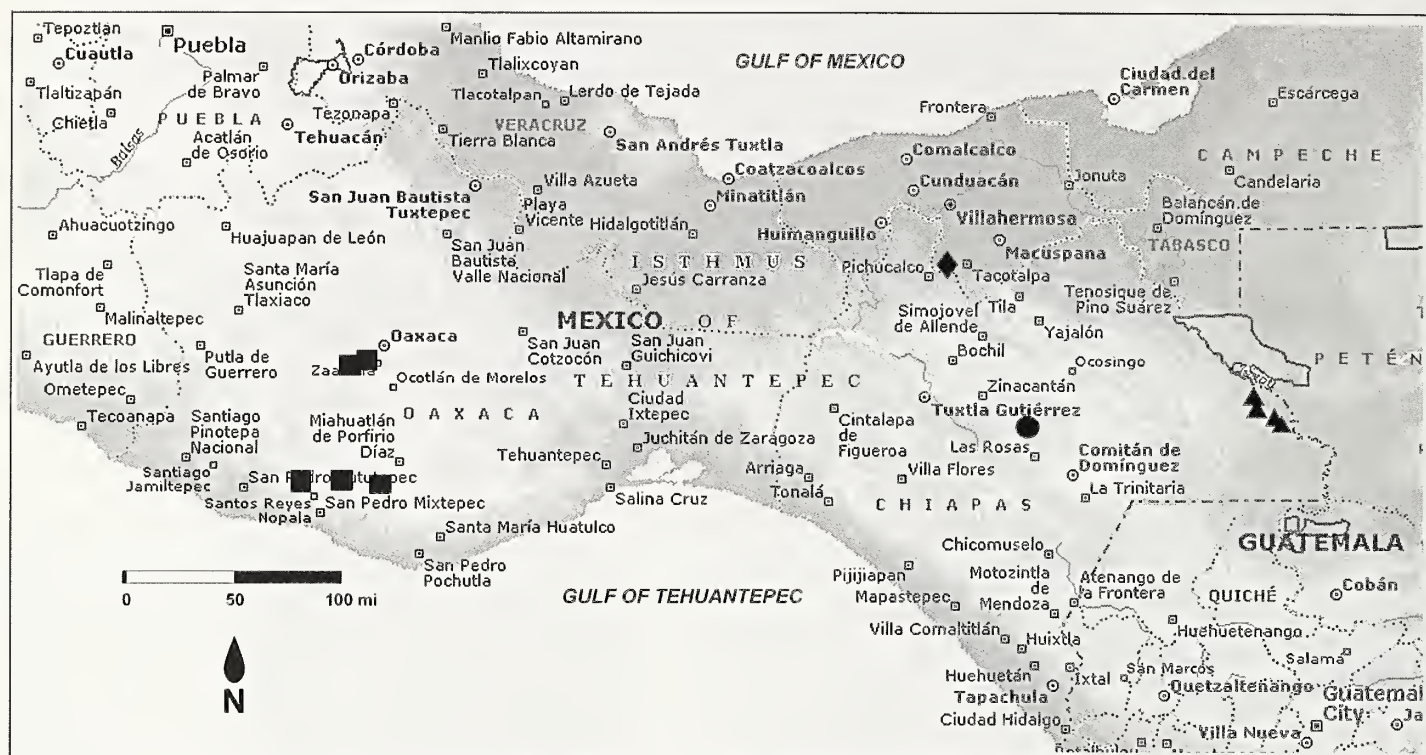 Tepoztlán
Cuautla
Puebla
Tlaltizapán
Chietla
Palmar
de Bravo
PUEBLA
Acatlán
de Osorio
Balsas
Orizaba
Córdoba
Tezonapa
Tehuacán
Manlio Fabio Altamirano
Tlalixcoyan
Tlacotalpan
Lerdo de Tejada
VERACRUZ
Tierra Blanca
San Andrés Tuxtla
GULF OF MEXICO
Frontera
Ciudad del
Carmen
Escárcega
CAMPECHE
Candelaria
San Juan Bautista
Tuxtepec
Villa Azueta
Playa
Vicente
Coatzacoalcos
Minatitlán
Hidalgotitlán
Comalcalco
Cunduacán
Jonuta
Villahermosa
Huimanguillo
Macuspana
Balancán de
Domínguez
TABASCO
Ahuacuotzingo
Huajuapan de León
San Juan
Bautista
Valle Nacional
ISTHMUS
Jesús Carranza
Pichucalco
Tacotalpa
Tlapa de
Comonfort
Santa María
Asunción
Tlaxiaco
Malinaltepec
Simojovel
de Allende
Tila
Yajalón
Tenosique de
Pino Suárez
MEXICO
OF
GUERRERO
Ayutla de los Libres
Putla de
Guerrero
Oaxaca
Ocotlán de Morelos
San Juan
Cotzocón
San Juan
Guichicovi
Bochil
Ocosingo
PETÉN
Ometepec
Tecoanapa
TEHUANTEPEC
Zinacantán
Tuxtla Gutiérrez
Santiago
Pinotepa
Nacional
Miahuatlán
de Porfirio
Díaz
OAXACA
Ciudad
Ixtepec
Juchitán de Zaragoza
Cintalapa
de
Figueroa
Las Rosas
Comitán de
Domínguez
Santiago
Jamiltepec
Tehuantepec
Arriaga
Tonalá
Villa Flores
La Trinitaria
Santos Reyes
Nopala
San Pedro Mixtepec
Salina Cruz
CHIAPAS
Santa María Huatulco
San Pedro
Pochutla
Chicomuselo
GUATEMALA
0 50 100 mi
GULF OF TEHUANTEPEC
Pijijiapan
Mapastepec
Motozintla
de
Mendoza
Atenango de
la Frontera
QUICHÉ
Cobán
N
Villa Comaltitlán
Huixtla
Huehuetenango
Huehuetán
Ixtal
San Marcos
Salamá
Tapachula
Quetzaltenango
Guatemal
City
Ciudad Hidalgo
Villa Nueva
Ja